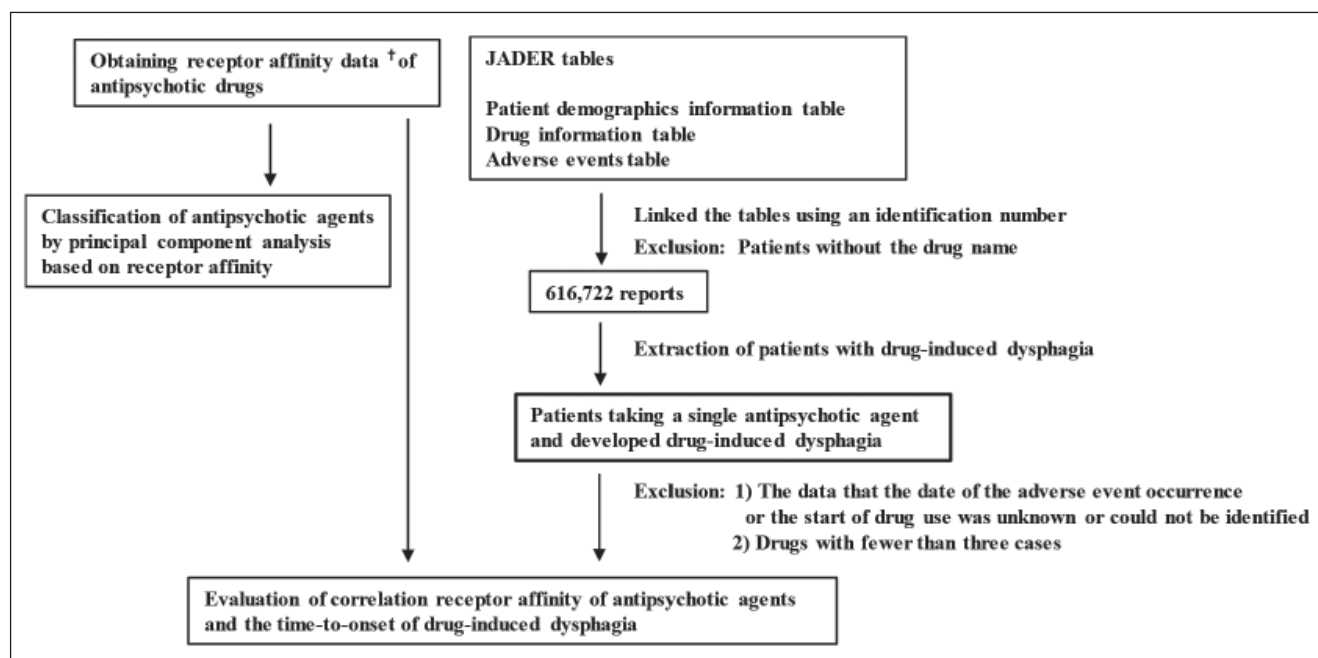 Obtaining receptor affinity data † of
antipsychotic drugs
Classification of antipsychotic agents
by principal component analysis
based on receptor affinity
JADER tables
Patient demographics information table
Drug information table
Adverse events table
Linked the tables using an identification number
Exclusion: Patients without the drug name
616,722 reports
Extraction of patients with drug-induced dysphagia
Patients taking a single antipsychotic agent
and developed drug-induced dysphagia
Exclusion: 1) The data that the date of the adverse event occurrence
or the start of drug use was unknown or could not be identified
2) Drugs with fewer than three cases
Evaluation of correlation receptor affinity of antipsychotic agents
and the time-to-onset of drug-induced dysphagia